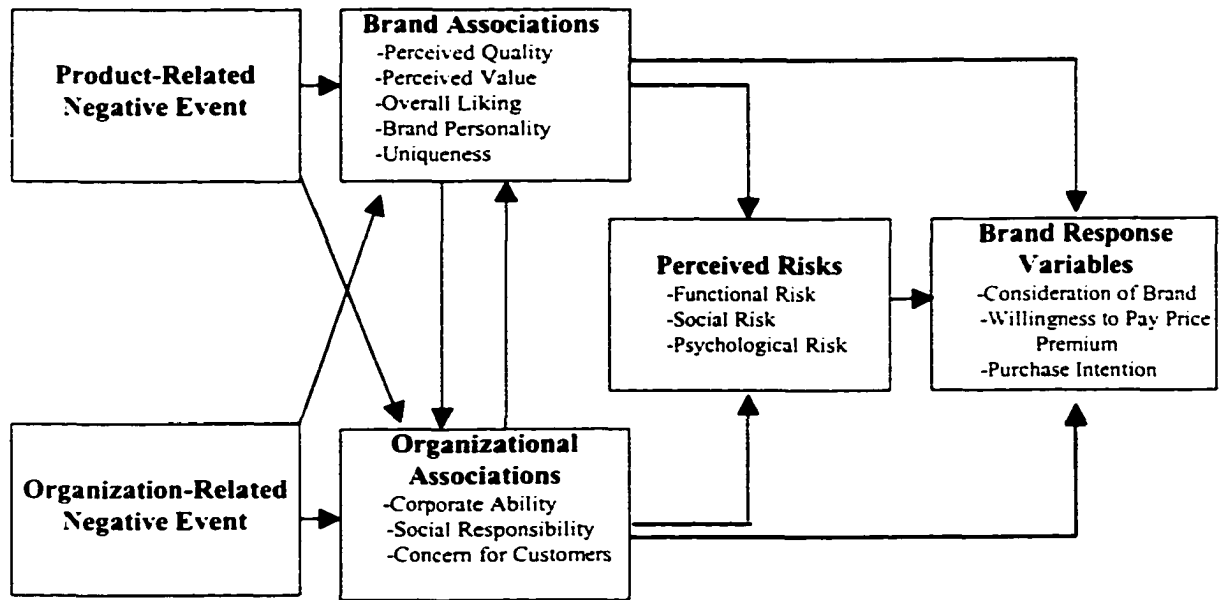 Product-Related
Negative Event
Brand Associations
-Perceived Quality
-Perceived Value
-Overall Liking
-Brand Personality
-Uniqueness
Perceived Risks
-Functional Risk
-Social Risk
-Psychological Risk
Brand Response
Variables
-Consideration of Brand
-Willingness to Pay Price
Premium
-Purchase Intention
Organization-Related
Negative Event
Organizational
Associations
-Corporate Ability
-Social Responsibility
-Concern for Customers